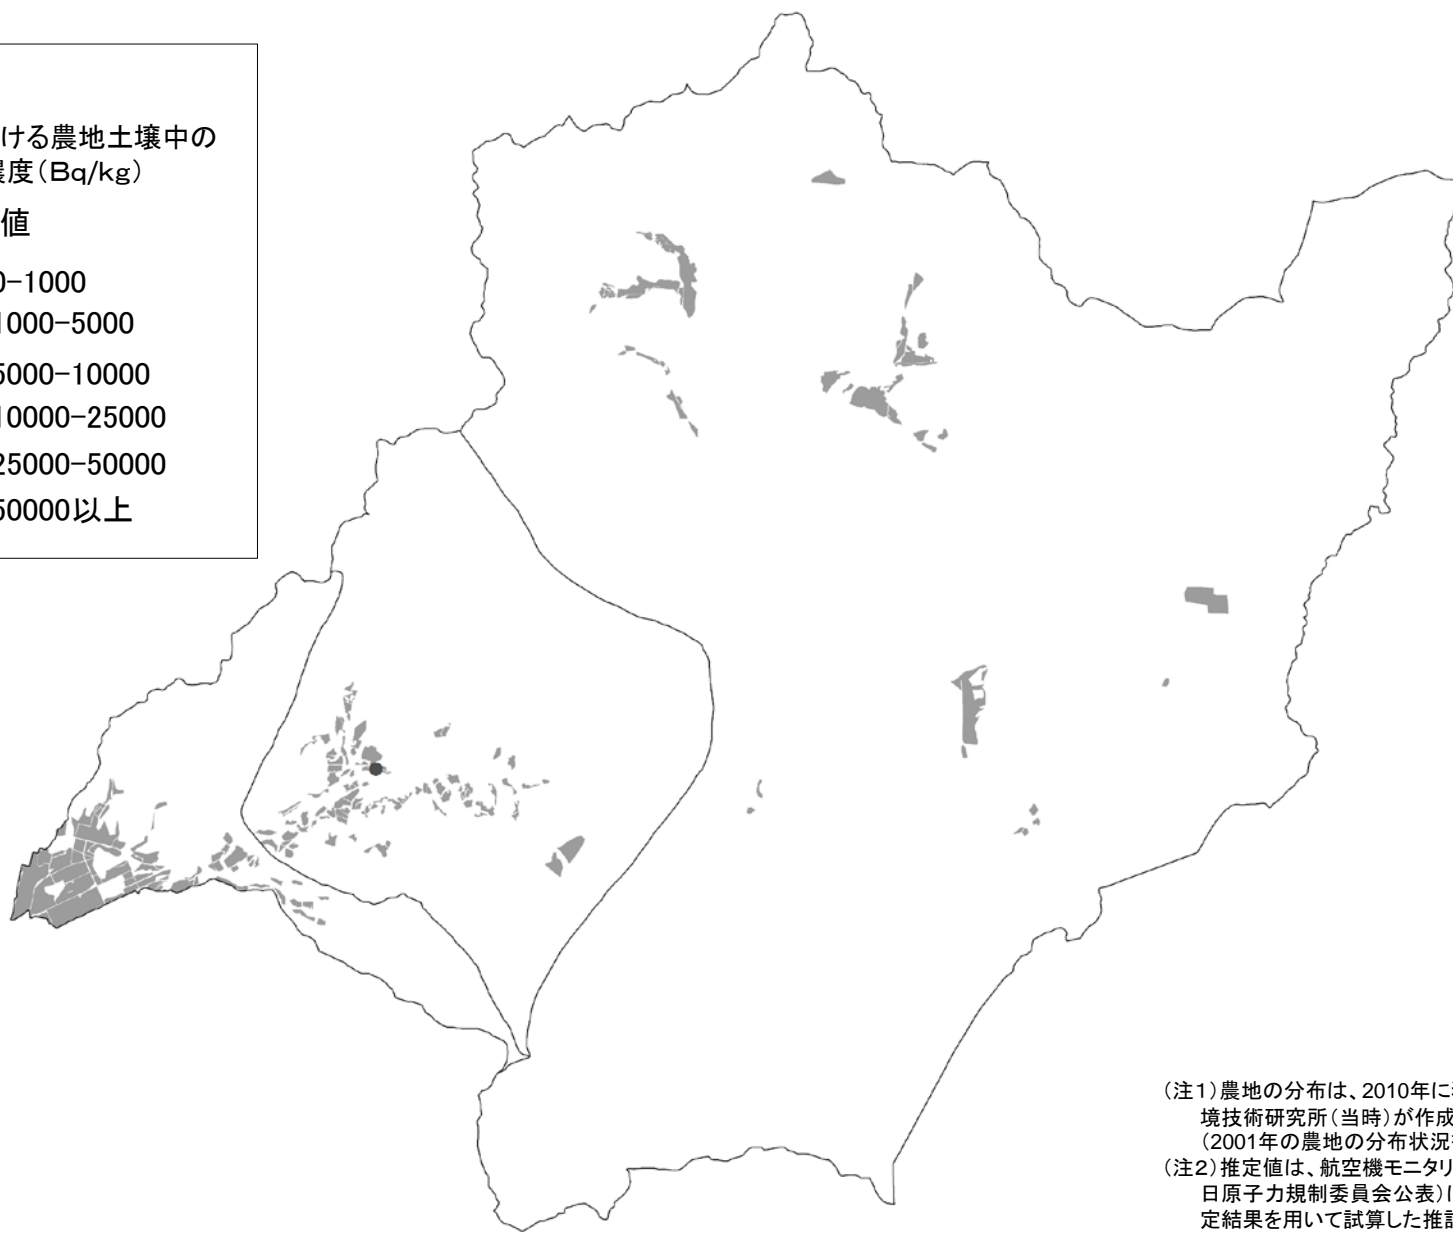 ける農地土壌中の
濃度(Bq/kg)
値
0-1000
1000-5000
5000-10000
10000-25000
25000-50000
50000以上
(注1)農地の分布は、2010年に
境技術研究所(当時)が作成
(2001年の農地の分布状況
(注2)推定値は、航空機モニタリ
日原子力規制委員会公表)に
定結果を用いて試算した推